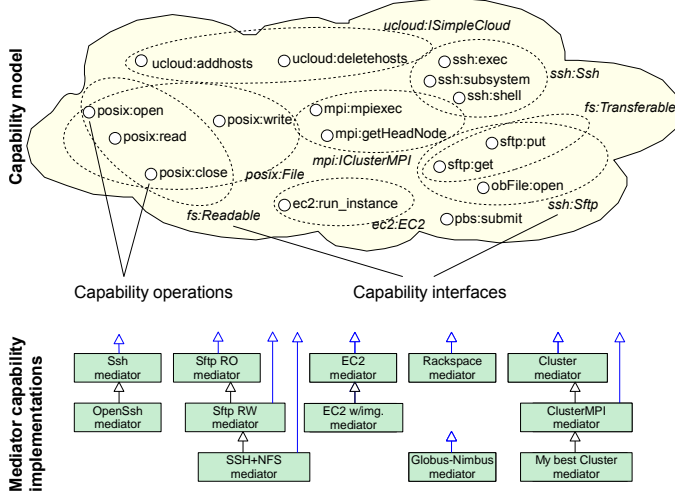 Capability model
ucloud:ISimpleCloud
ucloud:addhosts
ucloud:deletehosts
ssh:exec
ssh:subsystem
ssh:shell
ssh:Ssh
fs:Transferable
posix:open
posix:read
posix:write
posix:close
posix:File
fs:Readable
mpi:mpiexec
mpi:getHeadNode
mpi:IClusterMPI
sftp:put
sftp:get
obFile:open
ssh:Sftp
ec2:run_instance
ec2:EC2
pbs:submit
Capability operations
Capability interfaces
Mediator capability
implementations
Ssh
mediator
Sftp RO
mediator
EC2
mediator
Rackspace
mediator
Cluster
mediator
OpenSsh
mediator
Sftp RW
mediator
EC2 w/img.
mediator
ClusterMPI
mediator
SSH+NFS
mediator
Globus-Nimbus
mediator
My best Cluster
mediator